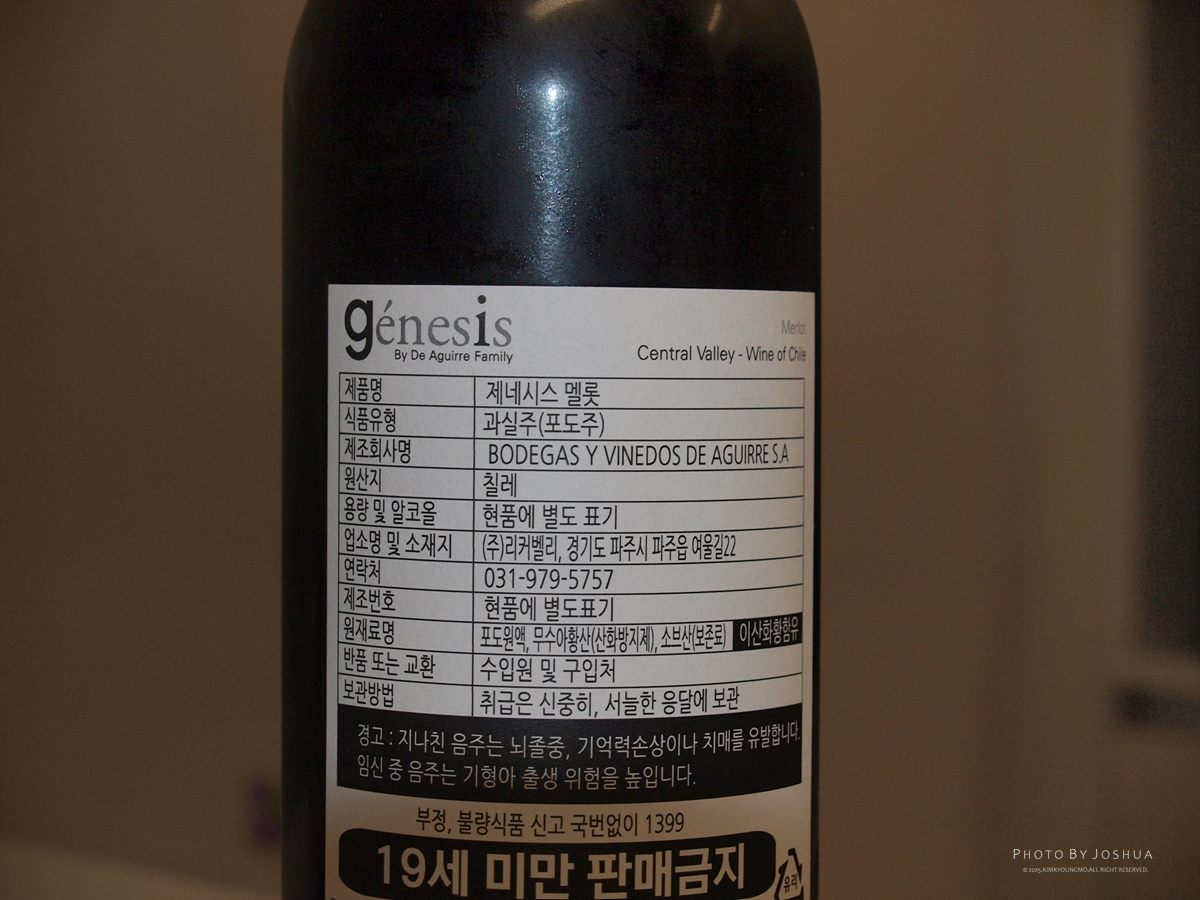 génesis
By De Aguirre Family
Merlot
Central Valley - Wine of Chile
제품명 제네시스 멜롯
식품유형 과실주(포도주)
제조회사명 BODEGAS Y VINEDOS DE AGUIRRE S.A
원산지 칠레
용량 및 알코올 현품에 별도 표기
업소명 및 소재지 (주)리커벨리, 경기도 파주시 파주읍 여울길22
연락처 031-979-5757
제조번호 현품에 별도표기
원재료명 포도원액, 무수아황산(산화방지제), 소브산(보존료) 이산화황함유
반품 또는 교환 수입원 및 구입처
보관방법 취급은 신중히, 서늘한 응달에 보관
경고 : 지나친 음주는 뇌졸중, 기억력손상이나 치매를 유발합니다.
임신 중 음주는 기형아 출생 위험을 높입니다.
부정, 불량식품 신고 국번없이 1399
19세 미만 판매금지
유리
PHOTO BY JOSHUA
© 2025.KIMKYOUNGMO.ALL RIGHT RESERVED.